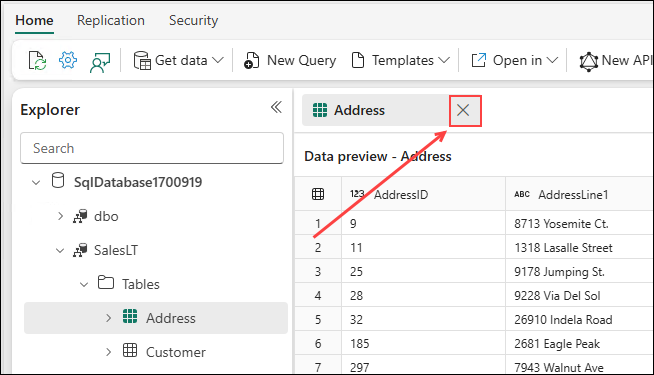 Home Replication Security
Get data New Query Templates Open in New API
Explorer
Search
SqlDatabase1700919
dbo
SalesLT
Tables
Address
Customer
Address
Data preview - Address
123 AddressID ABC AddressLine1
1 9 8713 Yosemite Ct.
2 11 1318 Lasalle Street
3 25 9178 Jumping St.
4 28 9228 Via Del Sol
5 32 26910 Indela Road
6 185 2681 Eagle Peak
7 297 7943 Walnut Ave